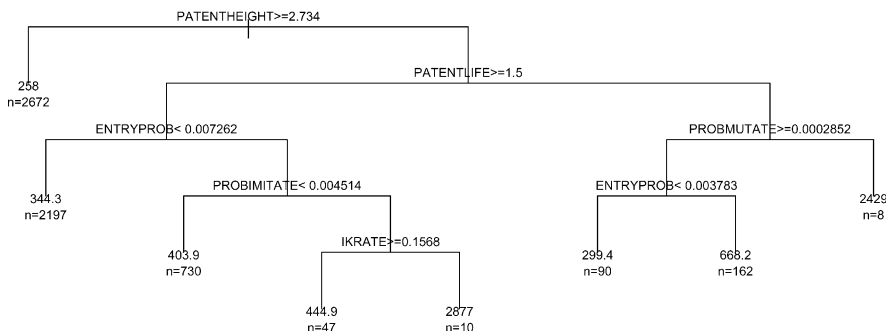 PATENTHEIGHT>=2.734
258
n=2672
PATENTLIFE>=1.5
ENTRYPROB< 0.007262
PROBMUTATE>=0.0002852
344.3
n=2197
PROBIMITATE< 0.004514
ENTRYPROB< 0.003783
2429
n=8
403.9
n=730
IKRATE>=0.1568
299.4
n=90
668.2
n=162
444.9
n=47
2877
n=10